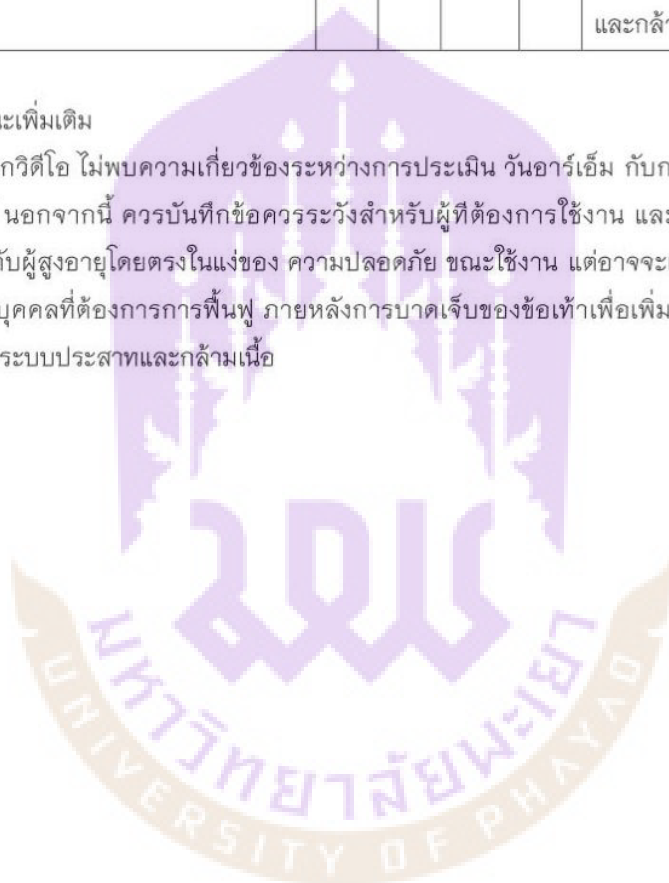 และกล้า
นะเพิ่มเติม
กวิดีโอ ไม่พบความเกี่ยวข้องระหว่างการประเมิน วันอาร์เอ็ม กับก
นอกจากนี้ ควรบันทึกข้อควรระวังสำหรับผู้ที่ต้องการใช้งาน และ
กับผู้สูงอายุโดยตรงในแง่ของ ความปลอดภัย ขณะใช้งาน แต่อาจจะ
บุคคลที่ต้องการการฟื้นฟู ภายหลังการบาดเจ็บของข้อเท้าเพื่อเพิ่ม
ระบบประสาทและกล้ามเนื้อ
มพย
มหาวิทยาลัยพะเยา
UNIVERSITY OF PHAYAO